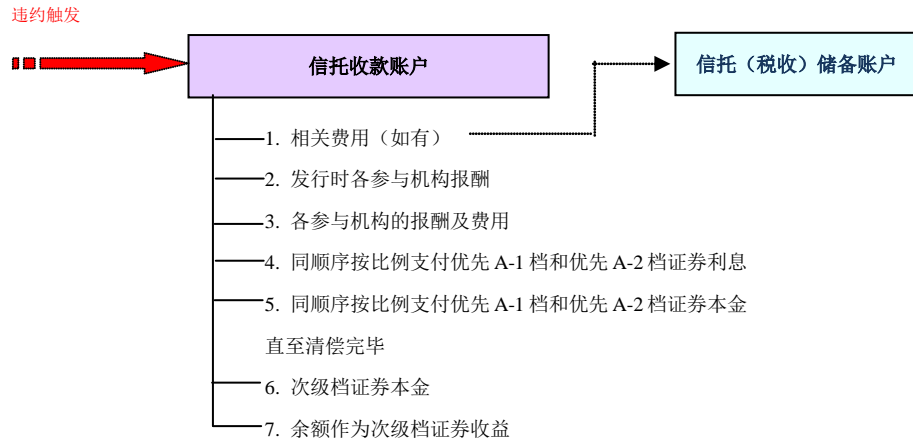 违约触发
信托收款账户
信托（税收）储备账户
1. 相关费用（如有）
2. 发行时各参与机构报酬
3. 各参与机构的报酬及费用
4. 同顺序按比例支付优先 A-1 档和优先 A-2 档证券利息
5. 同顺序按比例支付优先 A-1 档和优先 A-2 档证券本金
直至清偿完毕
6. 次级档证券本金
7. 余额作为次级档证券收益